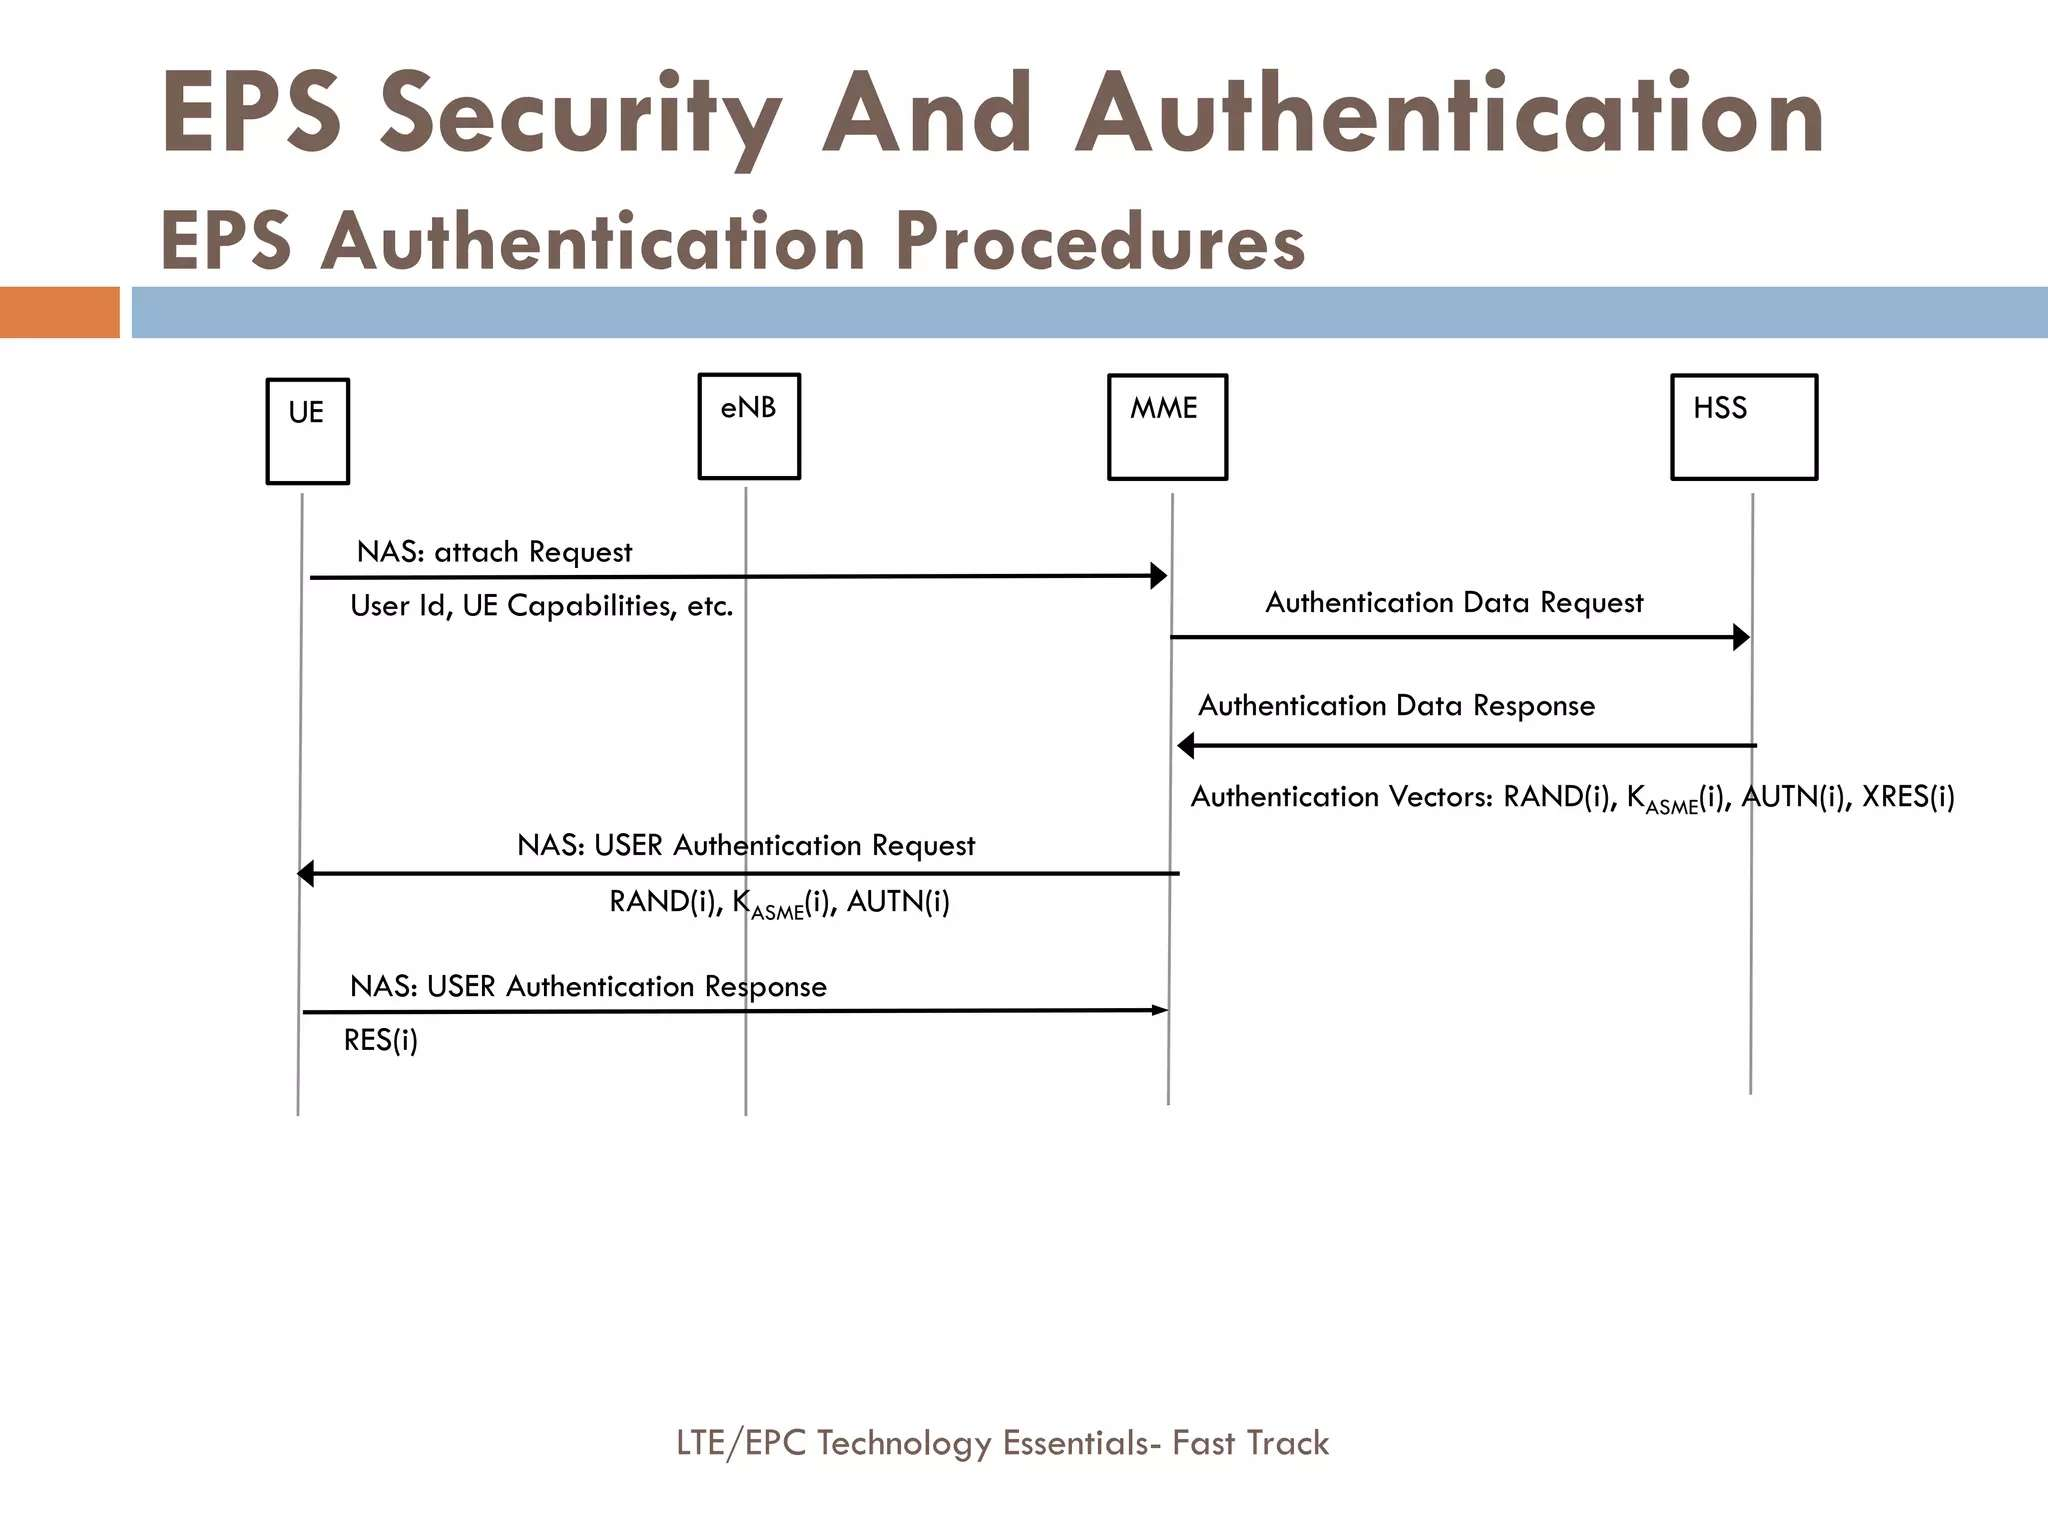 EPS Security And Authentication
EPS Authentication Procedures
UE
eNB
MME
HSS
NAS: attach Request
User Id, UE Capabilities, etc.
Authentication Data Request
Authentication Data Response
Authentication Vectors: RAND(i), KASME(i), AUTN(i), XRES(i)
NAS: USER Authentication Request
RAND(i), KASME(i), AUTN(i)
NAS: USER Authentication Response
RES(i)
LTE/EPC Technology Essentials- Fast Track